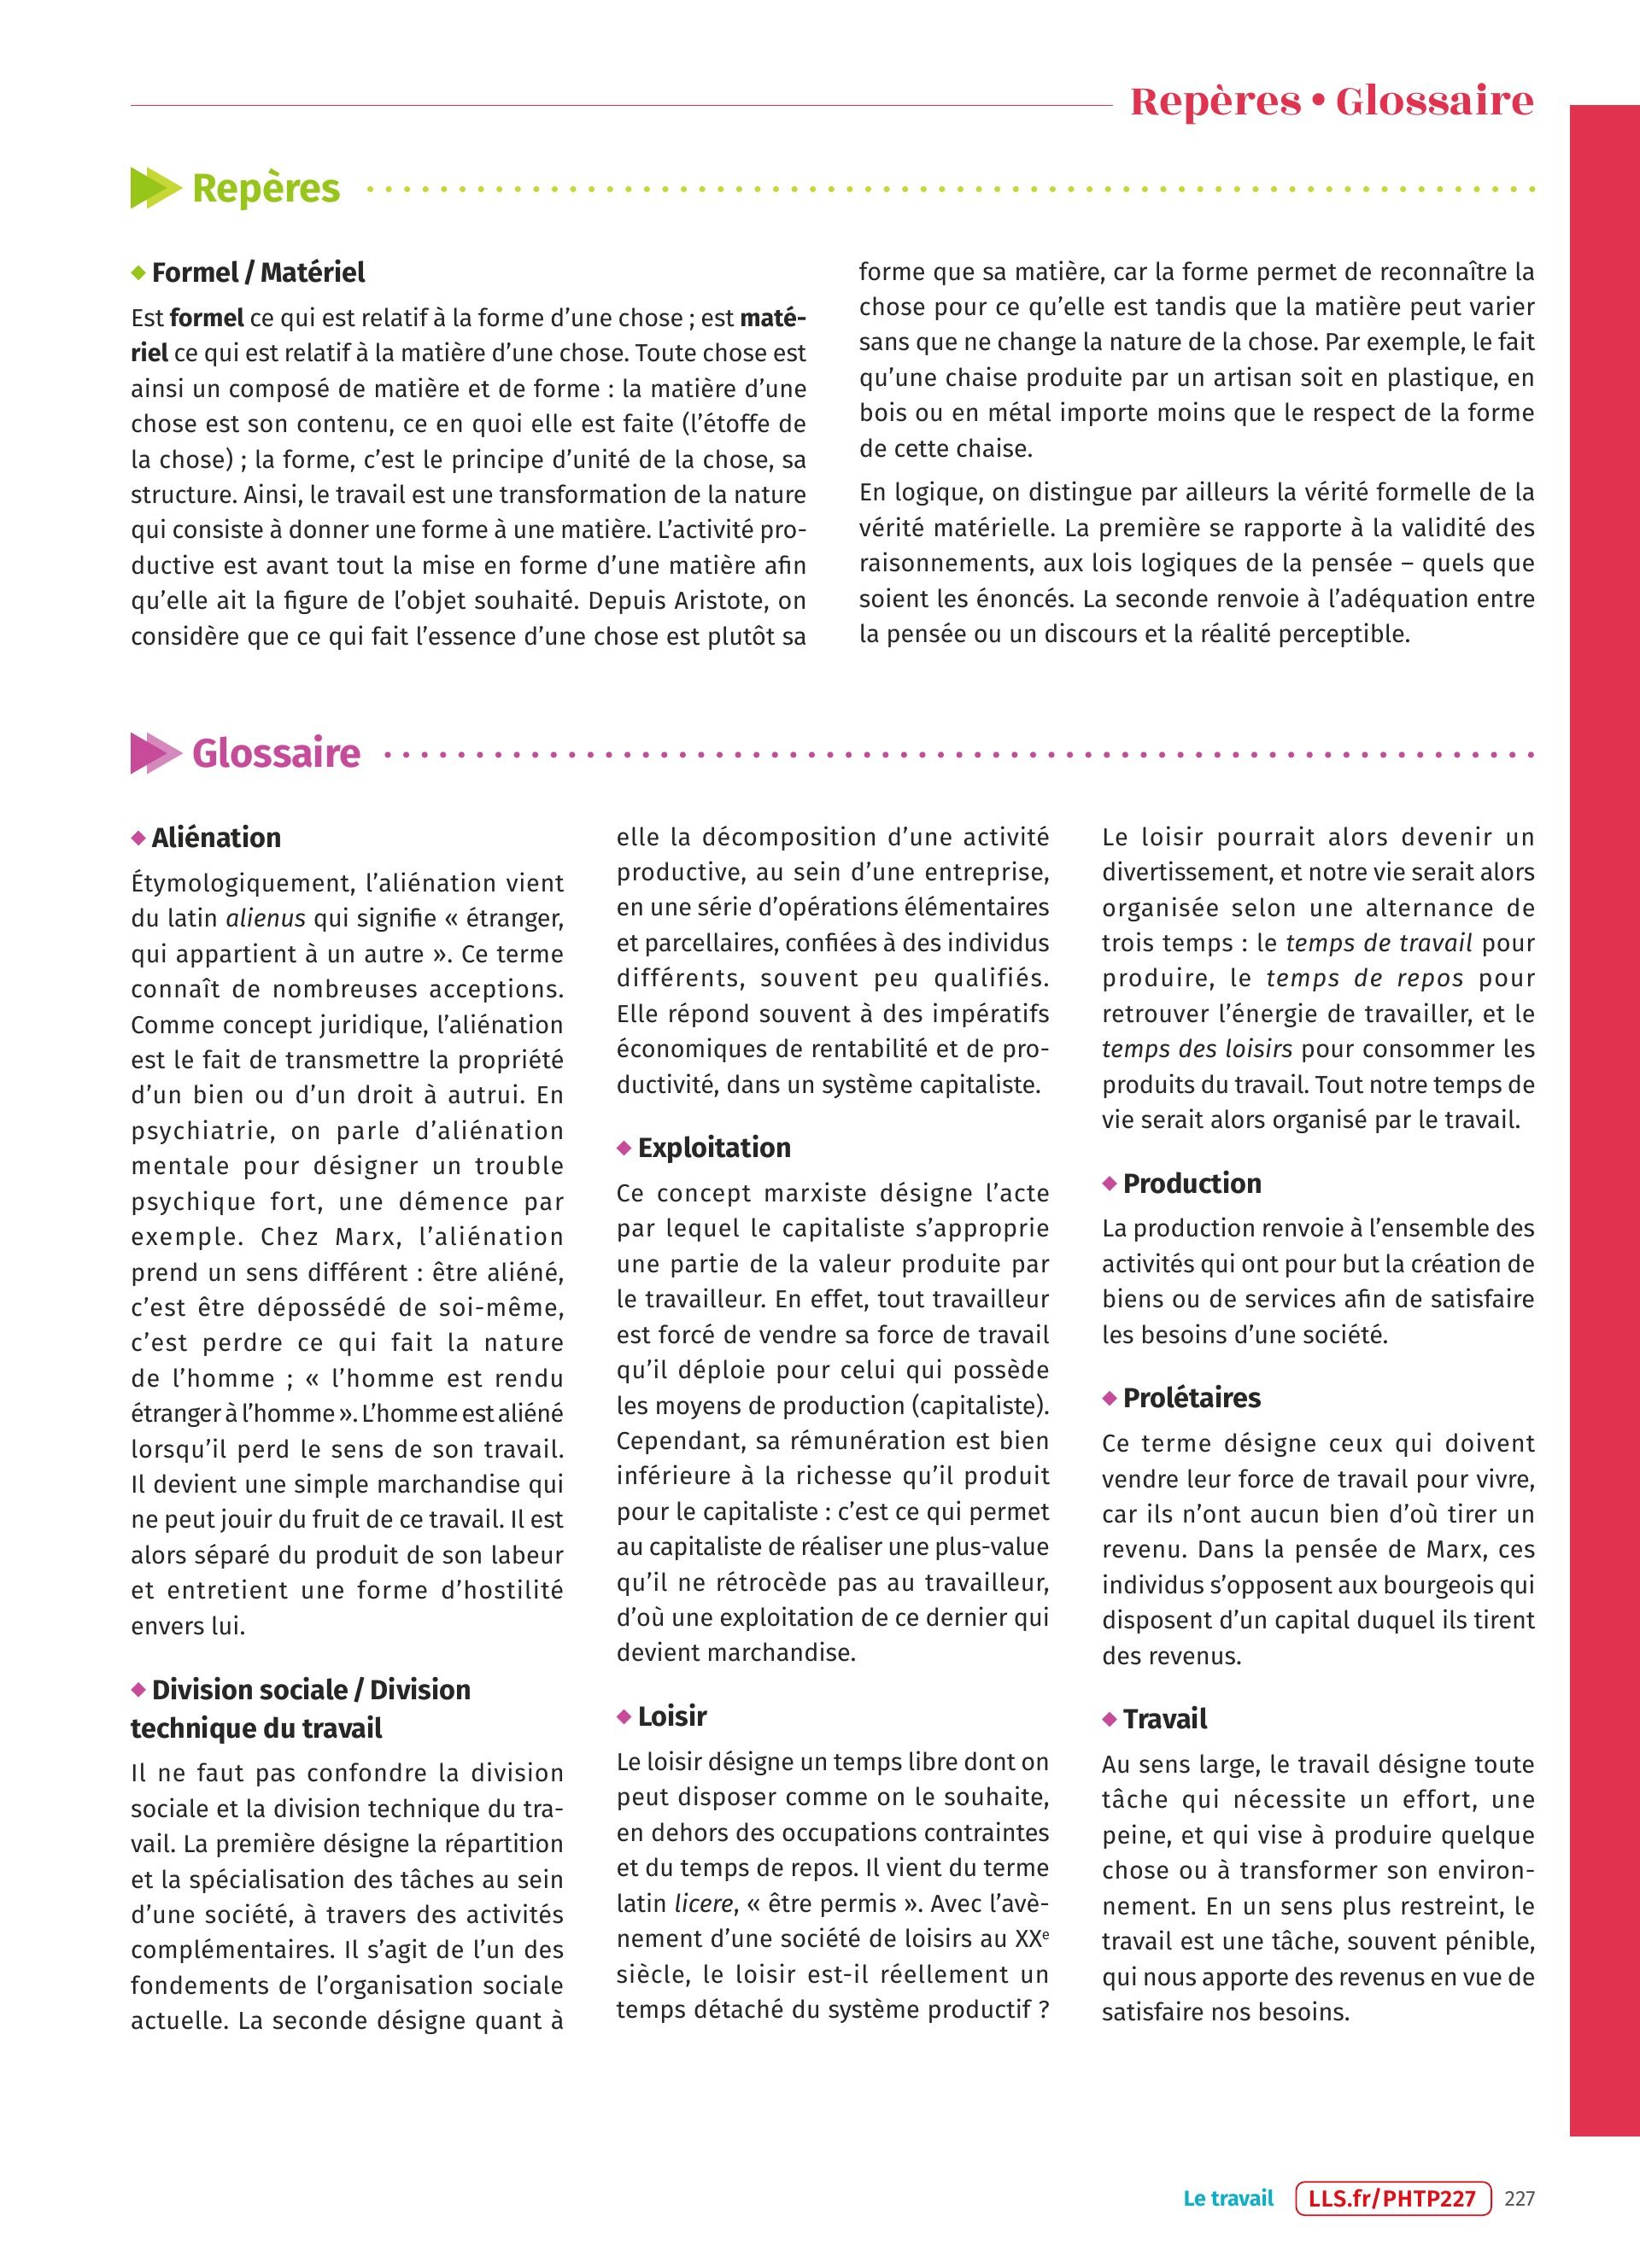 Repères • Glossaire
Repères
Formel / Matériel
Est formel ce qui est relatif à la forme d’une chose ; est maté-
riel ce qui est relatif à la matière d’une chose. Toute chose est
ainsi un composé de matière et de forme : la matière d’une
chose est son contenu, ce en quoi elle est faite (l’étoffe de
la chose) ; la forme, c’est le principe d’unité de la chose, sa
structure. Ainsi, le travail est une transformation de la nature
qui consiste à donner une forme à une matière. L’activité pro-
ductive est avant tout la mise en forme d’une matière afin
qu’elle ait la figure de l’objet souhaité. Depuis Aristote, on
considère que ce qui fait l’essence d’une chose est plutôt sa
forme que sa matière, car la forme permet de reconnaître la
chose pour ce qu’elle est tandis que la matière peut varier
sans que ne change la nature de la chose. Par exemple, le fait
qu’une chaise produite par un artisan soit en plastique, en
bois ou en métal importe moins que le respect de la forme
de cette chaise.
En logique, on distingue par ailleurs la vérité formelle de la
vérité matérielle. La première se rapporte à la validité des
raisonnements, aux lois logiques de la pensée – quels que
soient les énoncés. La seconde renvoie à l’adéquation entre
la pensée ou un discours et la réalité perceptible.
Glossaire
Aliénation
Étymologiquement, l’aliénation vient
du latin alienus qui signifie « étranger,
qui appartient à un autre ». Ce terme
connaît de nombreuses acceptions.
Comme concept juridique, l’aliénation
est le fait de transmettre la propriété
d’un bien ou d’un droit à autrui. En
psychiatrie, on parle d’aliénation
mentale pour désigner un trouble
psychique fort, une démence par
exemple. Chez Marx, l’aliénation
prend un sens différent : être aliéné,
c’est être dépossédé de soi-même,
c’est perdre ce qui fait la nature
de l’homme ; « l’homme est rendu
étranger à l’homme ». L’homme est aliéné
lorsqu’il perd le sens de son travail.
Il devient une simple marchandise qui
ne peut jouir du fruit de ce travail. Il est
alors séparé du produit de son labeur
et entretient une forme d’hostilité
envers lui.
Division sociale / Division
technique du travail
Il ne faut pas confondre la division
sociale et la division technique du tra-
vail. La première désigne la répartition
et la spécialisation des tâches au sein
d’une société, à travers des activités
complémentaires. Il s’agit de l’un des
fondements de l’organisation sociale
actuelle. La seconde désigne quant à
elle la décomposition d’une activité
productive, au sein d’une entreprise,
en une série d’opérations élémentaires
et parcellaires, confiées à des individus
différents, souvent peu qualifiés.
Elle répond souvent à des impératifs
économiques de rentabilité et de pro-
ductivité, dans un système capitaliste.
Exploitation
Ce concept marxiste désigne l’acte
par lequel le capitaliste s’approprie
une partie de la valeur produite par
le travailleur. En effet, tout travailleur
est forcé de vendre sa force de travail
qu’il déploie pour celui qui possède
les moyens de production (capitaliste).
Cependant, sa rémunération est bien
inférieure à la richesse qu’il produit
pour le capitaliste : c’est ce qui permet
au capitaliste de réaliser une plus-value
qu’il ne rétrocède pas au travailleur,
d’où une exploitation de ce dernier qui
devient marchandise.
Loisir
Le loisir désigne un temps libre dont on
peut disposer comme on le souhaite,
en dehors des occupations contraintes
et du temps de repos. Il vient du terme
latin licere, « être permis ». Avec l’avè-
nement d’une société de loisirs au XXe
siècle, le loisir est-il réellement un
temps détaché du système productif ?
Le loisir pourrait alors devenir un
divertissement, et notre vie serait alors
organisée selon une alternance de
trois temps : le temps de travail pour
produire, le temps de repos pour
retrouver l’énergie de travailler, et le
temps des loisirs pour consommer les
produits du travail. Tout notre temps de
vie serait alors organisé par le travail.
Production
La production renvoie à l’ensemble des
activités qui ont pour but la création de
biens ou de services afin de satisfaire
les besoins d’une société.
Prolétaires
Ce terme désigne ceux qui doivent
vendre leur force de travail pour vivre,
car ils n’ont aucun bien d’où tirer un
revenu. Dans la pensée de Marx, ces
individus s’opposent aux bourgeois qui
disposent d’un capital duquel ils tirent
des revenus.
Travail
Au sens large, le travail désigne toute
tâche qui nécessite un effort, une
peine, et qui vise à produire quelque
chose ou à transformer son environ-
nement. En un sens plus restreint, le
travail est une tâche, souvent pénible,
qui nous apporte des revenus en vue de
satisfaire nos besoins.
Le travail LLS.fr/PHTP227 227